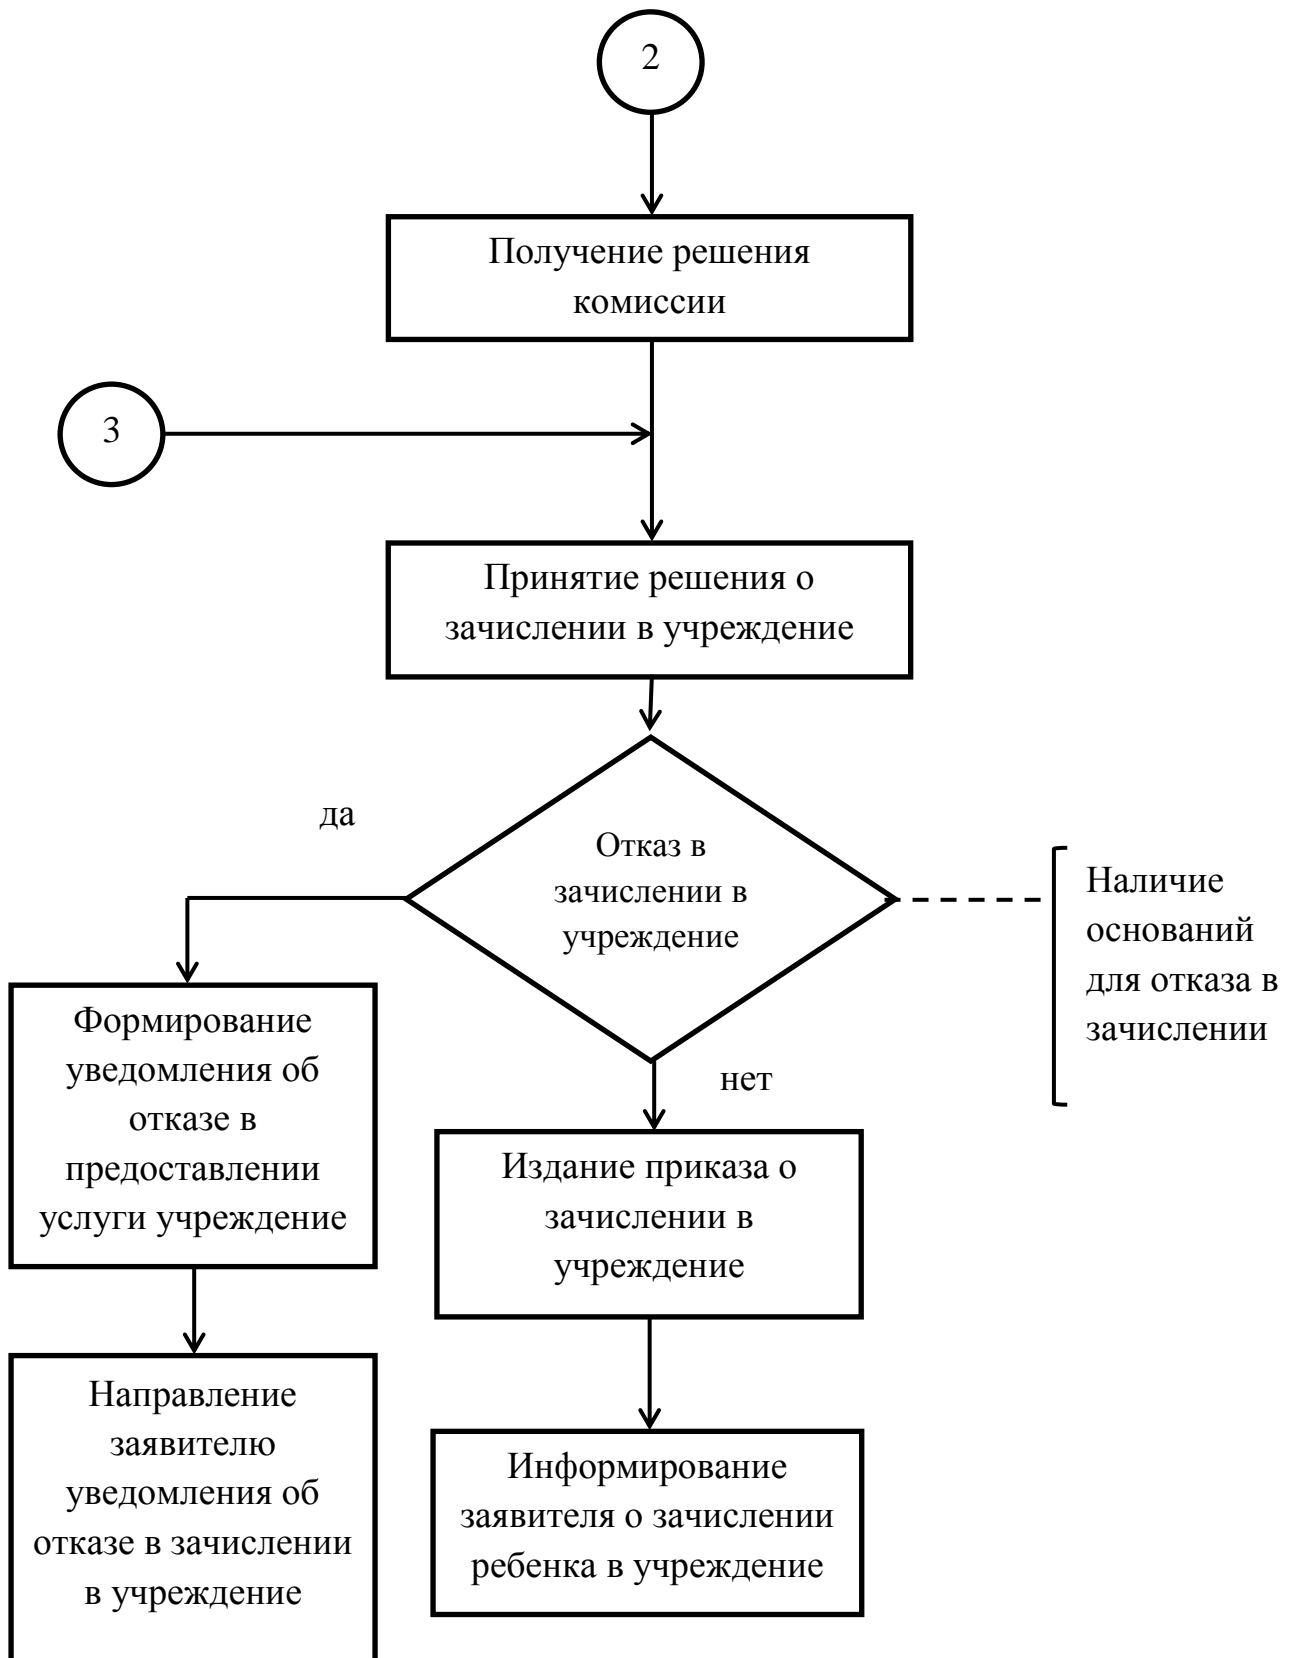 2
Получение решения
комиссии
3
Принятие решения о
зачислении в учреждение
да
Отказ в
зачислении в
учреждение
Наличие
оснований
для отказа в
зачислении
Формирование
уведомления об
отказе в
предоставлении
услуги учреждение
нет
Издание приказа о
зачислении в
учреждение
Направление
заявителю
уведомления об
отказе в зачислении
в учреждение
Информирование
заявителя о зачислении
ребенка в учреждение